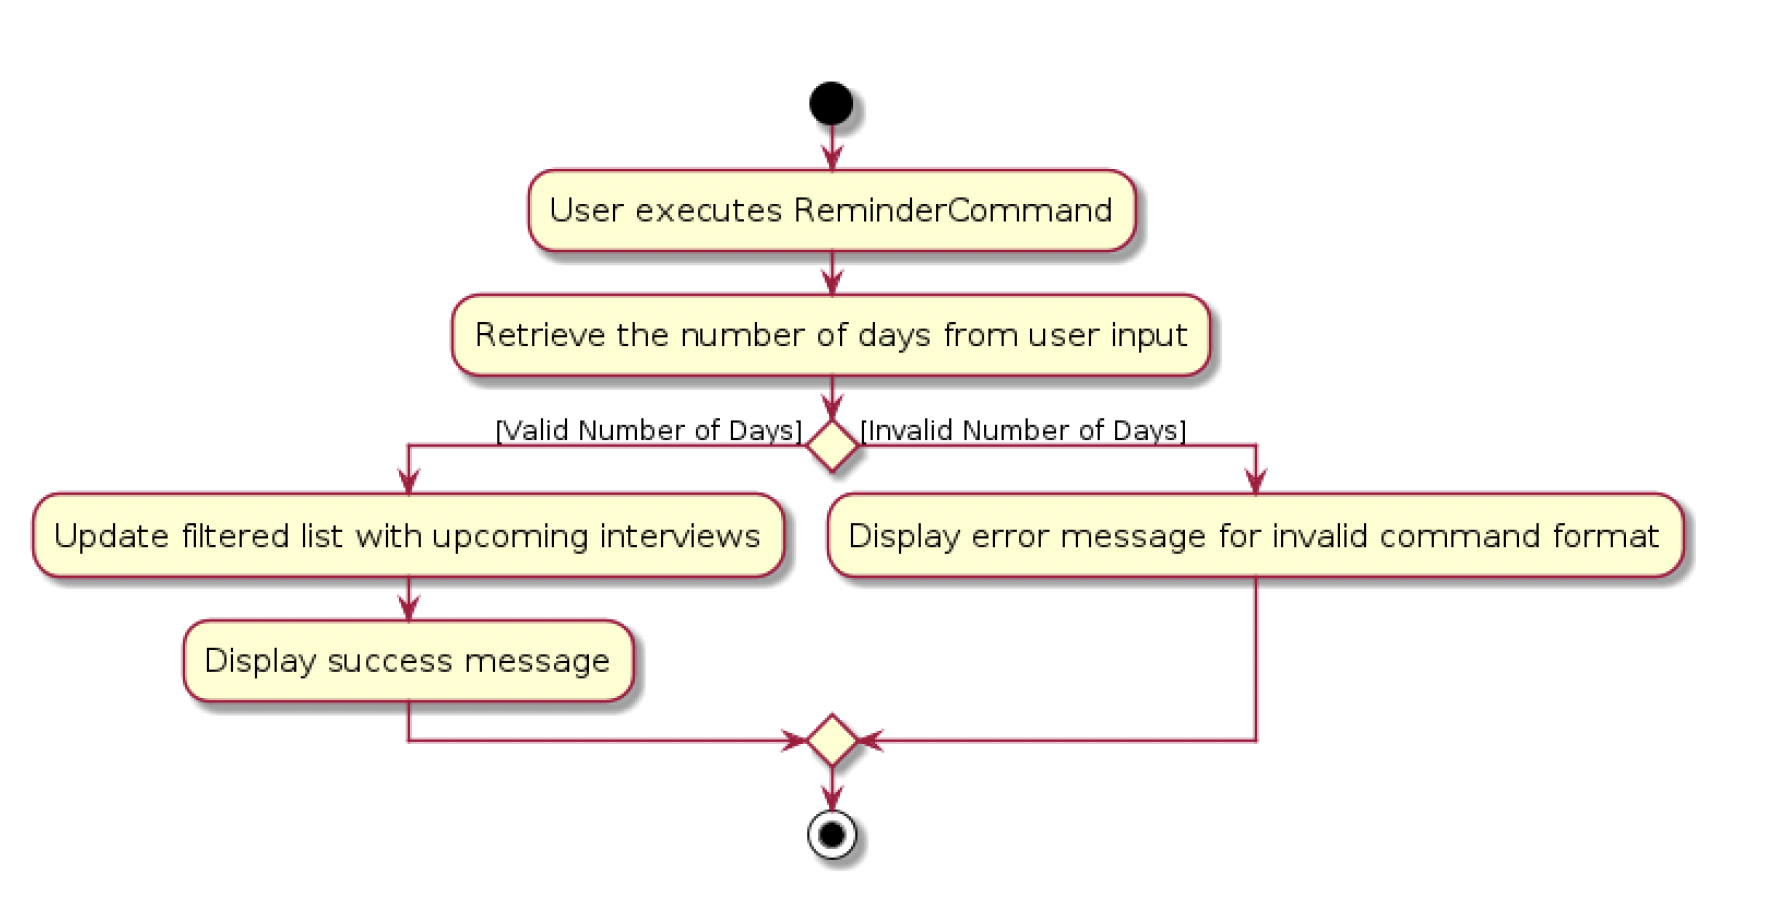 User executes ReminderCommand
Retrieve the number of days from user input
[Valid Number of Days]
[Invalid Number of Days]
Update filtered list with upcoming interviews
Display error message for invalid command format
Display success message